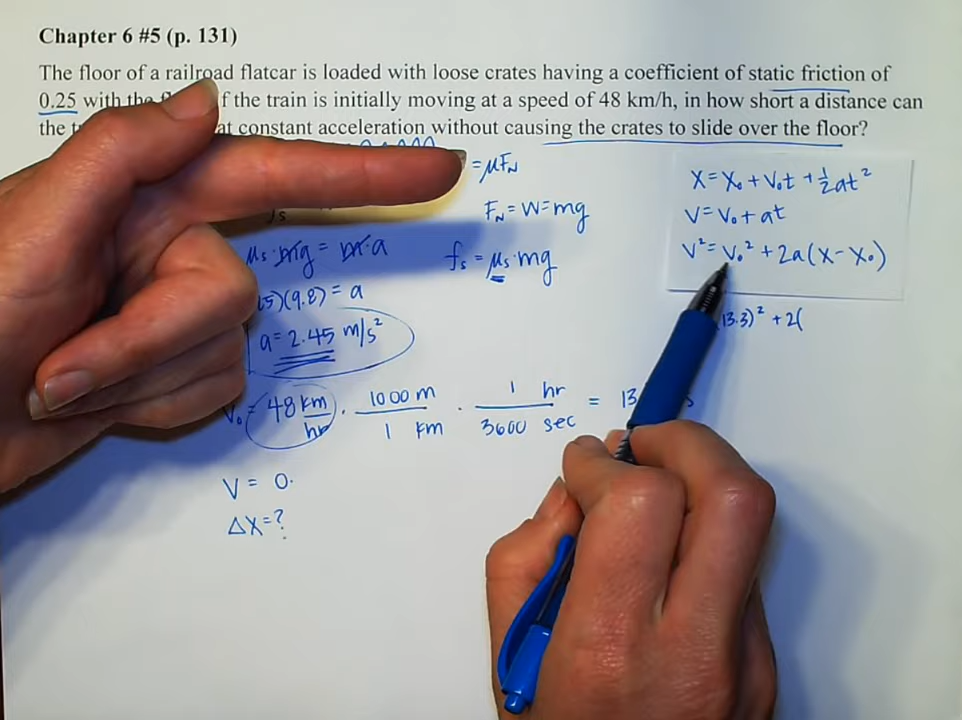 Chapter 6 #5 (p. 131)
The floor of a railroad flatcar is loaded with loose crates having a coefficient of static friction of
0.25 with the f the train is initially moving at a speed of 48 km/h, in how short a distance can
the at constant acceleration without causing the crates to slide over the floor?
= μF_N
F_N = W = mg
μs·mg = m·a
fs = μs·mg
5)(9.8) = a
a = 2.45 m/s²
X = X₀ + V₀t + ½at²
V = V₀ + at
V² = V₀² + 2a(X - X₀)
13.3)² + 2(
V₀ = 48 km/hr · 1000 m / 1 km · 1 hr / 3600 sec = 13
V = 0.
ΔX = ?